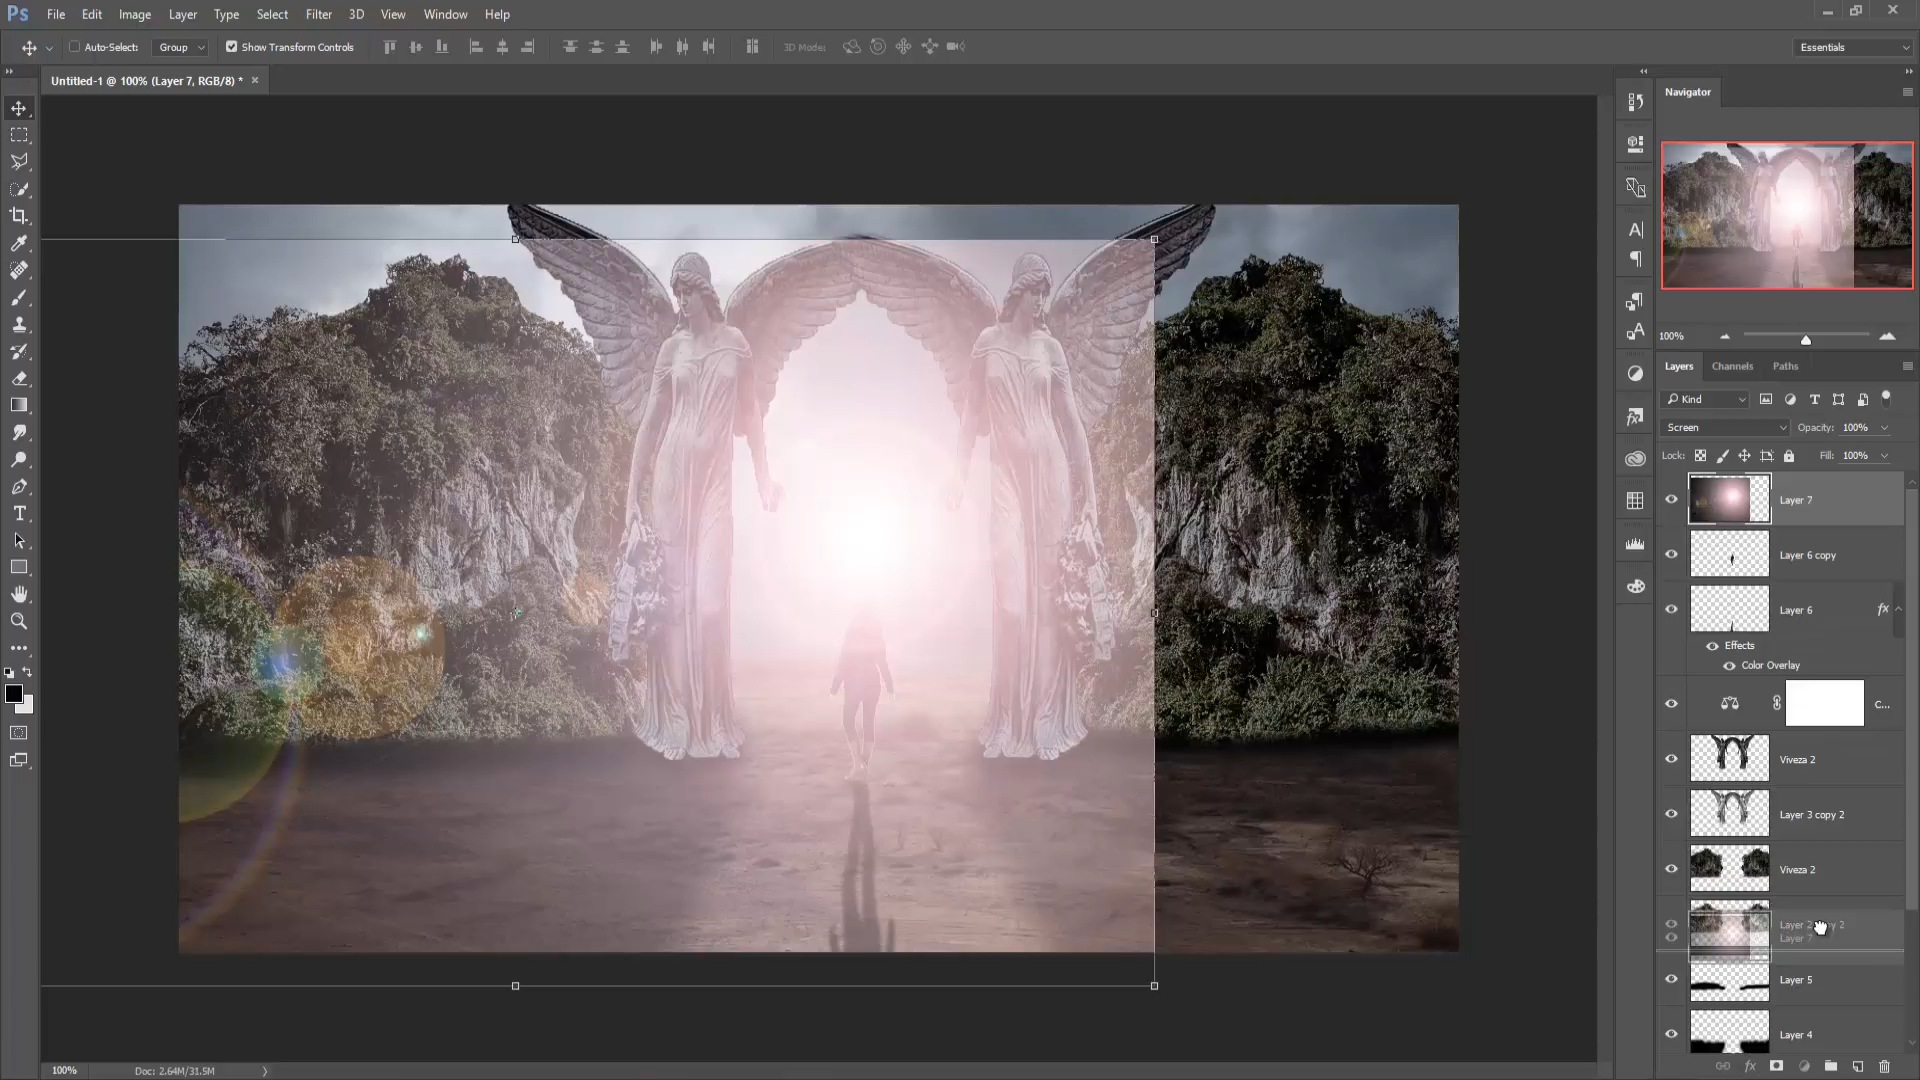 Ps File Edit Image Layer Type Select Filter 3D View Window Help
Auto-Select: Group Show Transform Controls 3D Mode: Essentials
Untitled-1 @ 100% (Layer 7, RGB/8) * ×
Navigator
100%
Layers Channels Paths
Kind
Screen Opacity: 100%
Lock: Fill: 100%
Layer 7
Layer 6 copy
Layer 6 fx
Effects
Color Overlay
C...
Viveza 2
Layer 3 copy 2
Viveza 2
Layer 2 copy 2
Layer 7
Layer 5
Layer 4
100% Doc: 2.64M/31.5M